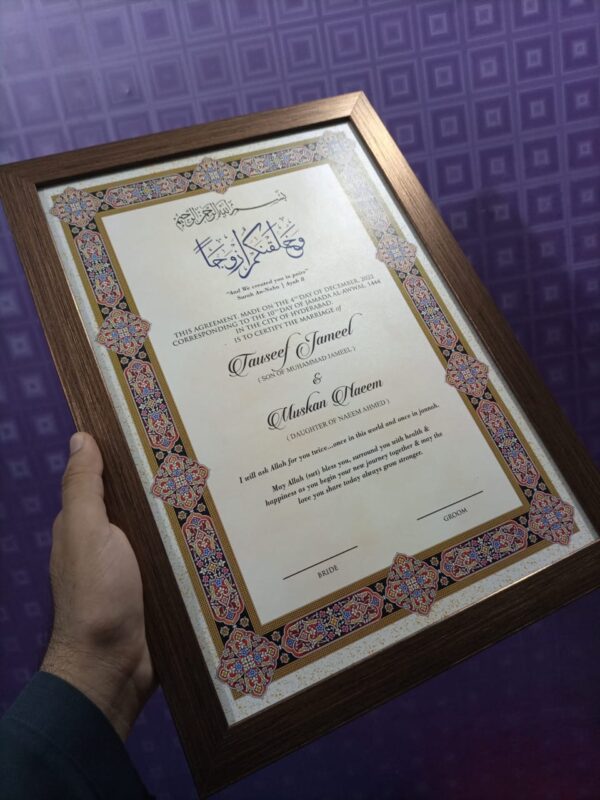 بسم الله الرحمن الرحيم
وخلقنكم أزوجا
"And We created you in pairs"
Surah An-Naba | Ayah 8
THIS AGREEMENT, MADE ON THE 4TH DAY OF DECEMBER, 2022
CORRESPONDING TO THE 10TH DAY OF JAMADA AL-AWWAL, 1444
IN THE CITY OF HYDERABAD,
IS TO CERTIFY THE MARRIAGE of
Tauseef Jameel
( SON OF MUHAMMAD JAMEEL )
&
Muskan Naeem
( DAUGHTER OF NAEEM AHMED )
I will ask Allah for you twice...once in this world and once in jannah.
May Allah (swt) bless you, surround you with health &
happiness as you begin your new journey together & may the
love you share today always grow stronger.
BRIDE
GROOM